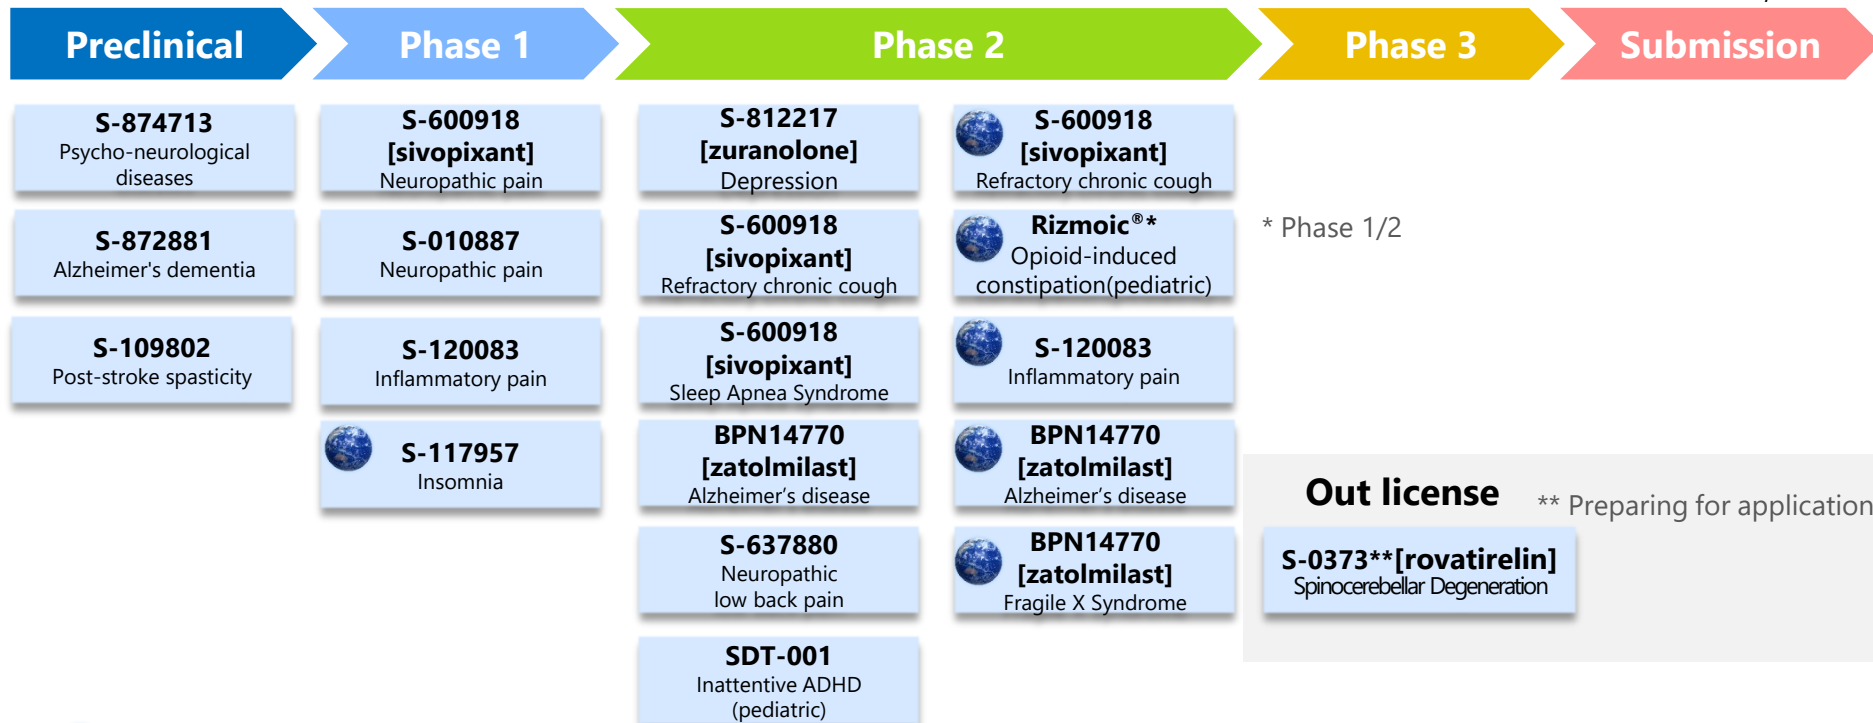 Preclinical
Phase 1
Phase 2
Phase 3
Submission
S-874713
Psycho-neurological
diseases
S-872881
Alzheimer's dementia
S-109802
Post-stroke spasticity
S-600918
[sivopixant]
Neuropathic pain
S-010887
Neuropathic pain
S-120083
Inflammatory pain
S-117957
Insomnia
S-812217
[zuranolone]
Depression
S-600918
[sivopixant]
Refractory chronic cough
S-600918
[sivopixant]
Sleep Apnea Syndrome
BPN14770
[zatolmilast]
Alzheimer’s disease
S-637880
Neuropathic
low back pain
SDT-001
Inattentive ADHD
(pediatric)
S-600918
[sivopixant]
Refractory chronic cough
Rizmoic®*
Opioid-induced
constipation(pediatric)
S-120083
Inflammatory pain
BPN14770
[zatolmilast]
Alzheimer’s disease
BPN14770
[zatolmilast]
Fragile X Syndrome
* Phase 1/2
Out license
** Preparing for application
S-0373**[rovatirelin]
Spinocerebellar Degeneration